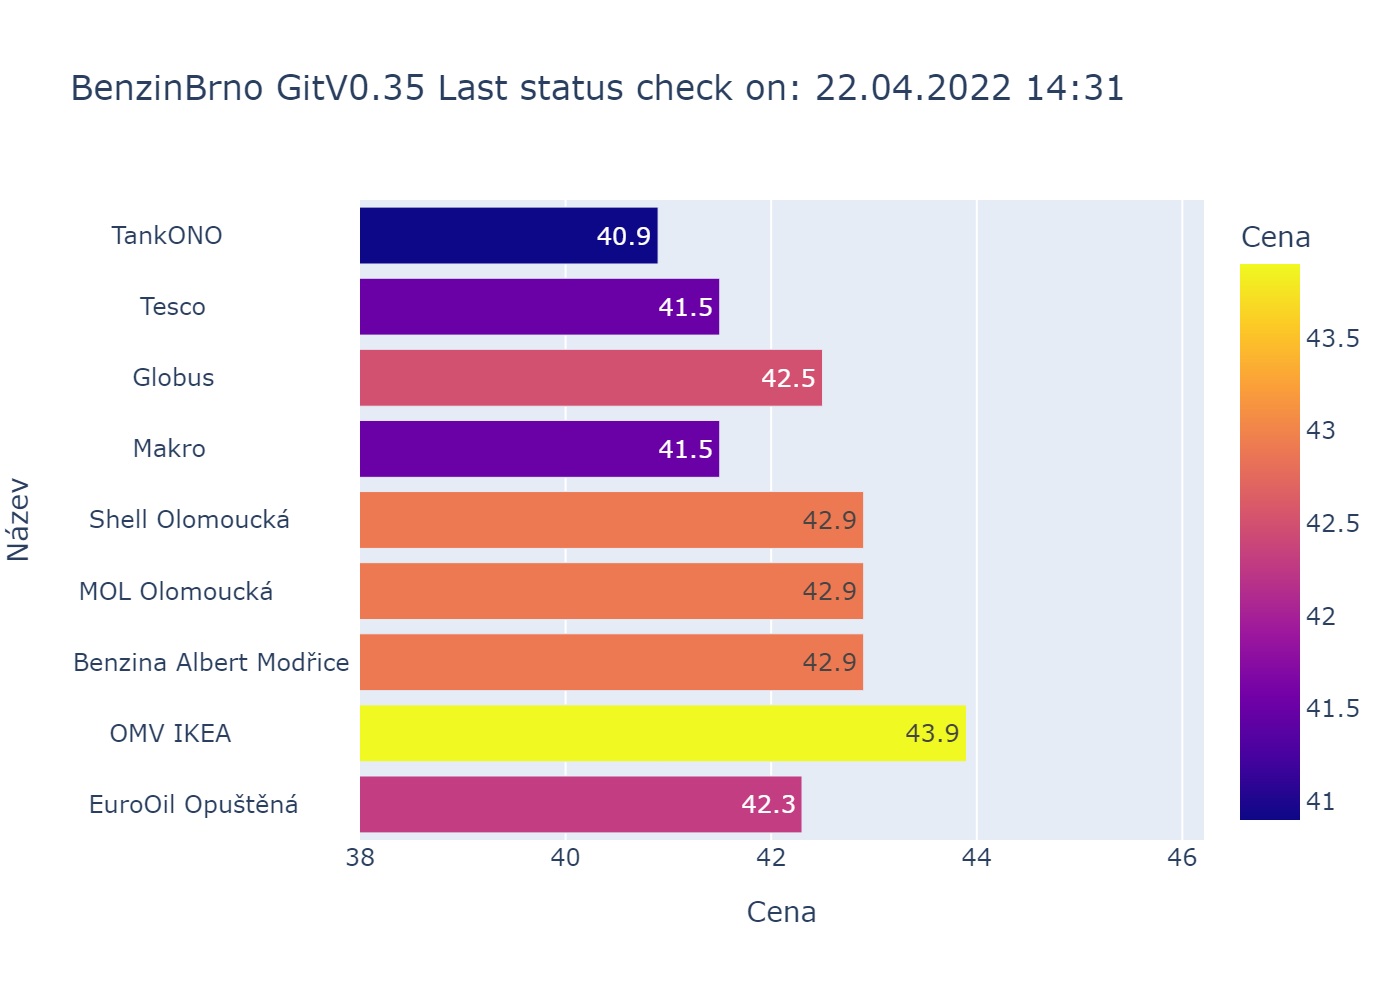 BenzinBrno GitV0.35 Last status check on: 22.04.2022 14:31
Název
TankONO 40.9
Tesco 41.5
Globus 42.5
Makro 41.5
Shell Olomoucká 42.9
MOL Olomoucká 42.9
Benzina Albert Modřice 42.9
OMV IKEA 43.9
EuroOil Opuštěná 42.3
38 40 42 44 46
Cena
Cena
43.5
43
42.5
42
41.5
41